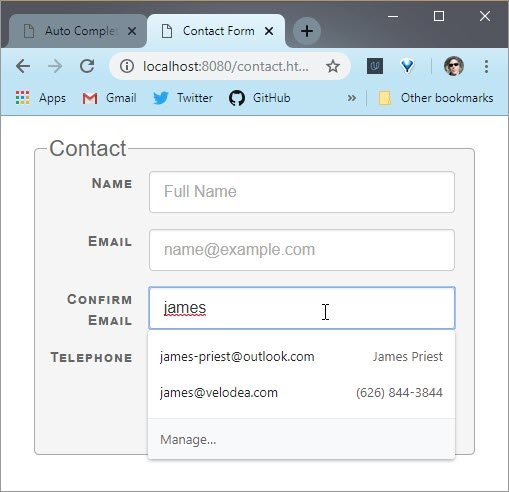 Auto Complet
Contact Form
localhost:8080/contact.ht...
Apps Gmail Twitter GitHub » Other bookmarks
Contact
Name Full Name
Email name@example.com
Confirm
Email
james
Telephone
james-priest@outlook.com James Priest
james@velodea.com (626) 844-3844
Manage...